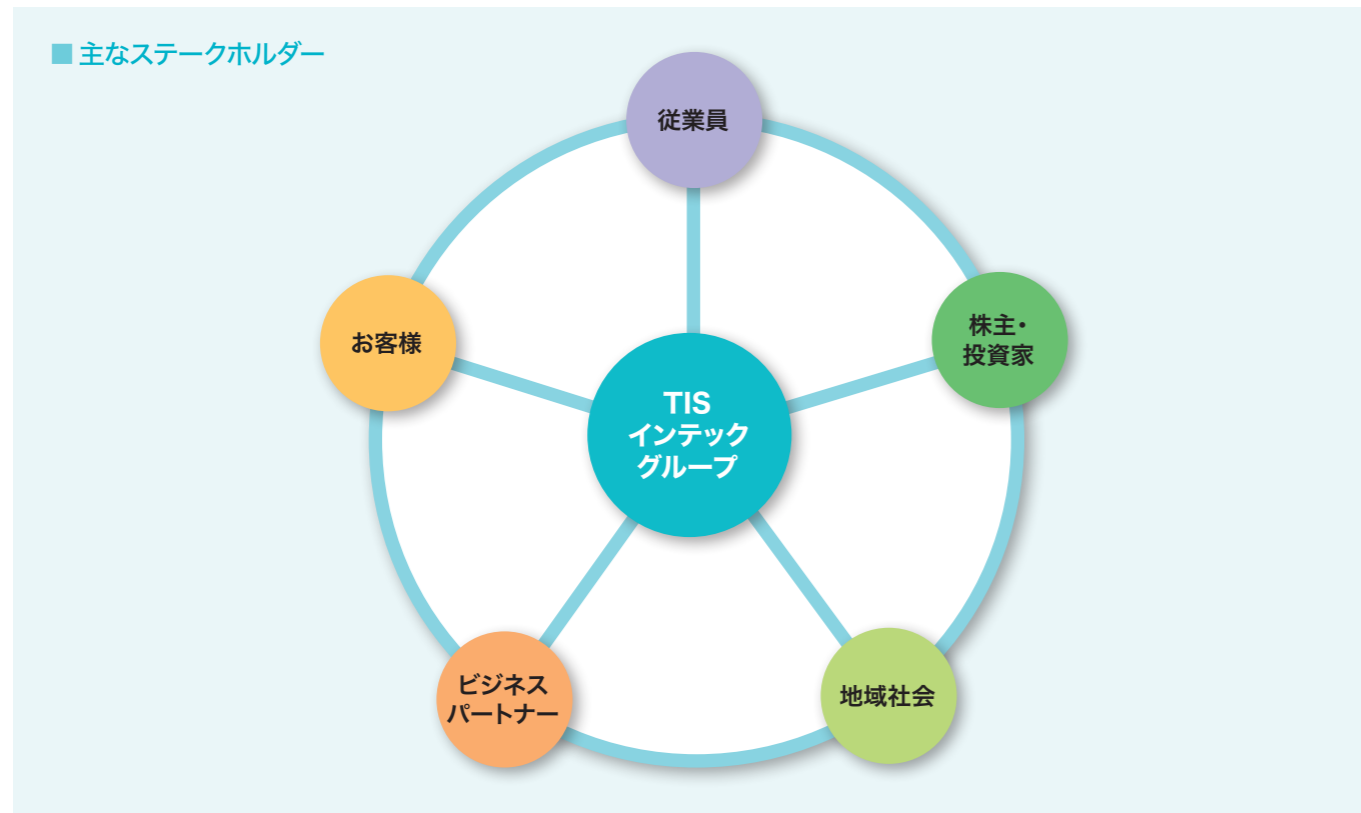 ■ 主なステークホルダー
従業員
株主・
投資家
お客様
TIS
インテック
グループ
ビジネス
パートナー
地域社会